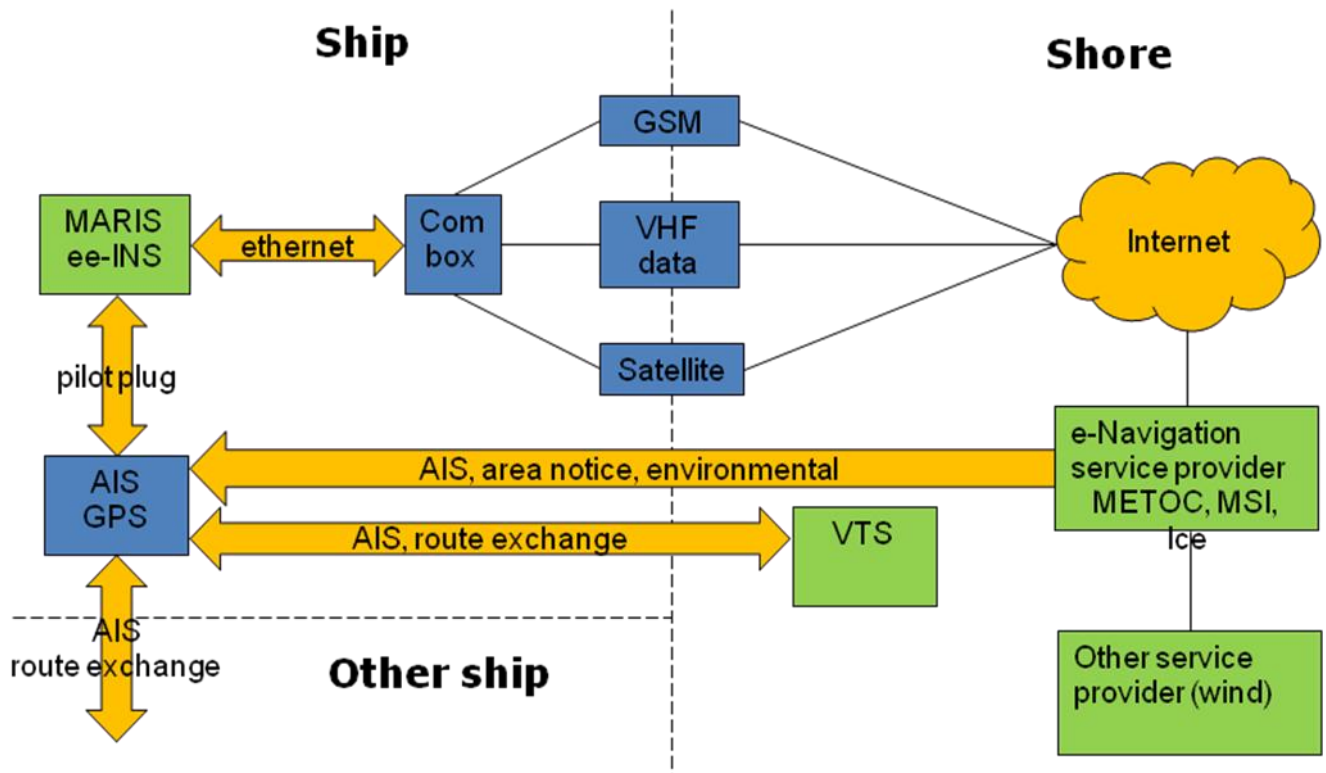 Ship
Shore
GSM
MARIS
ee-INS
ethernet
Com
box
VHF
data
Internet
Satellite
pilot plug
e-Navigation
service provider
METOC, MSI,
Ice
AIS
GPS
AIS, area notice, environmental
AIS, route exchange
VTS
AIS
route exchange
Other ship
Other service
provider (wind)